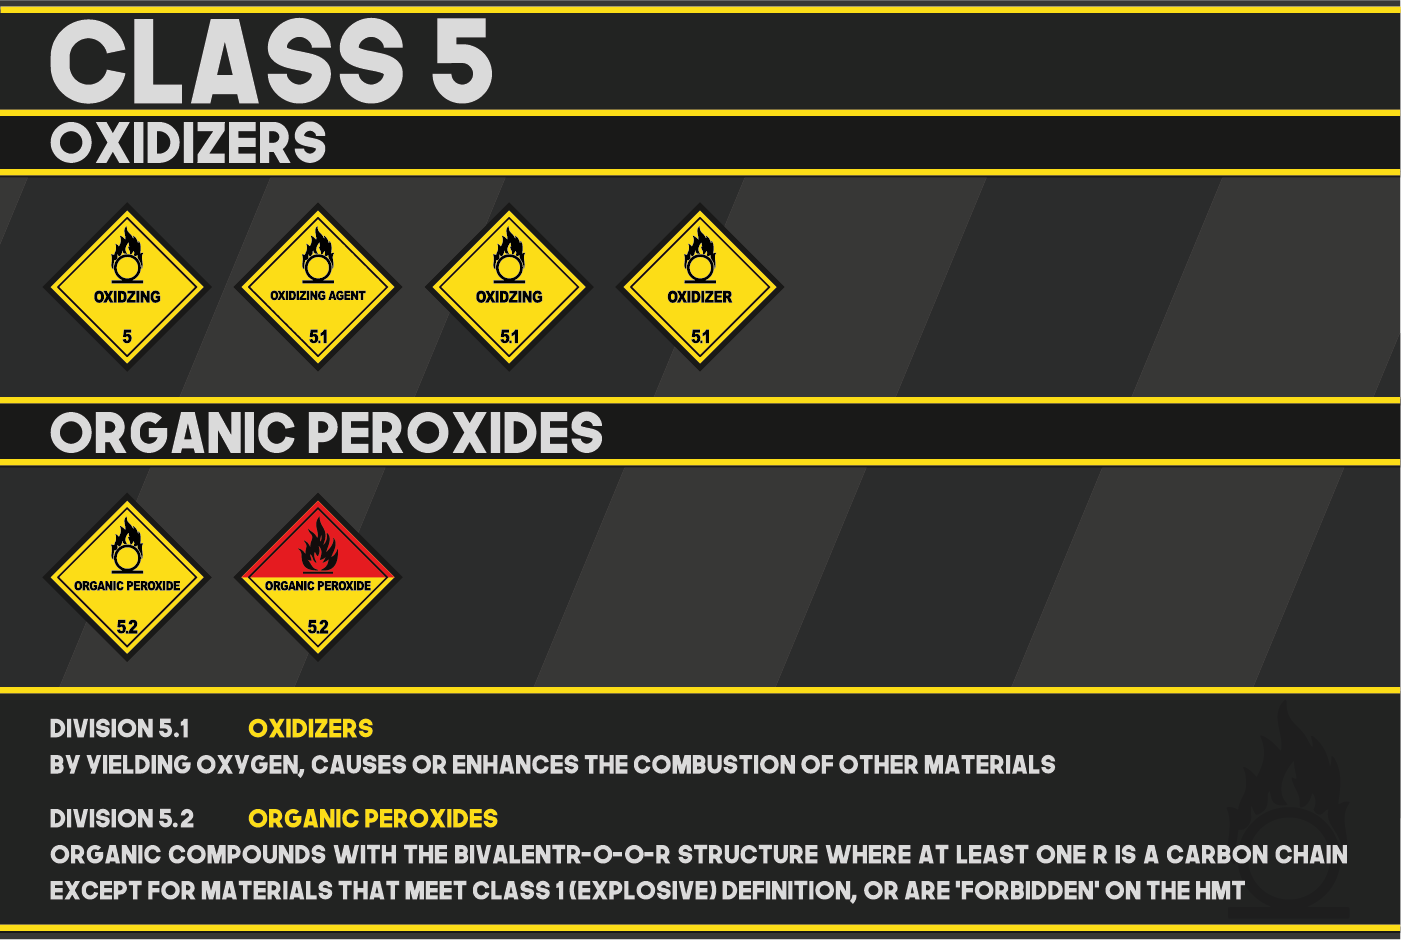 CLASS 5
OXIDIZERS
OXIDZING
5
OXIDIZING AGENT
5.1
OXIDZING
5.1
OXIDIZER
5.1
ORGANIC PEROXIDES
ORGANIC PEROXIDE
5.2
ORGANIC PEROXIDE
5.2
DIVISION 5.1 OXIDIZERS
BY YIELDING OXYGEN, CAUSES OR ENHANCES THE COMBUSTION OF OTHER MATERIALS
DIVISION 5.2 ORGANIC PEROXIDES
ORGANIC COMPOUNDS WITH THE BIVALENTR-O-O-R STRUCTURE WHERE AT LEAST ONE R IS A CARBON CHAIN
EXCEPT FOR MATERIALS THAT MEET CLASS 1 (EXPLOSIVE) DEFINITION, OR ARE 'FORBIDDEN' ON THE HMT